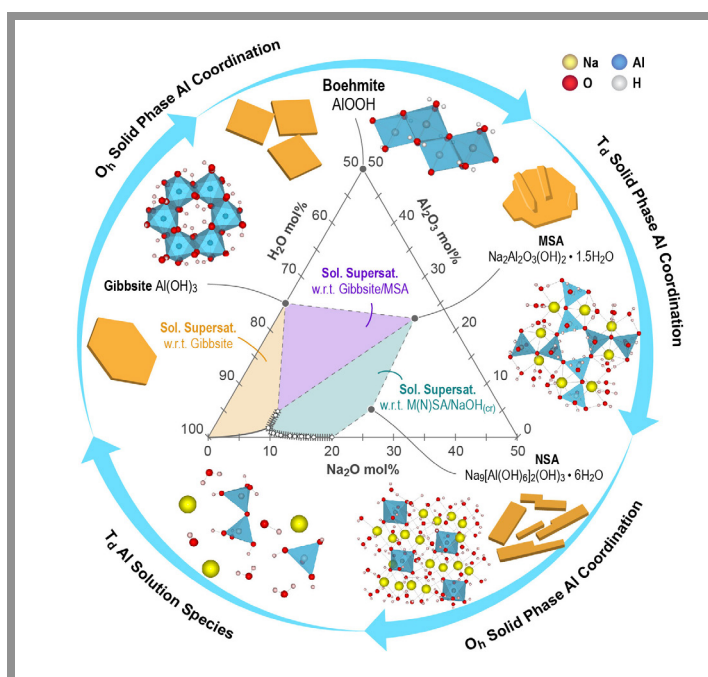 Na
Al
O
H
Oₕ Solid Phase Al Coordination
T_d Solid Phase Al Coordination
Boehmite
AlOOH
50 50
60
40
H₂O mol%
Al₂O₃ mol%
70
30
MSA
Na₂Al₂O₃(OH)₂ • 1.5H₂O
Gibbsite Al(OH)₃
Sol. Supersat.
w.r.t. Gibbsite/MSA
80
20
Sol. Supersat.
w.r.t. Gibbsite
90
10
Sol. Supersat.
w.r.t. M(N)SA/NaOH₍cr₎
100
0
0 10 20 30 40 50
Na₂O mol%
NSA
Na₉[Al(OH)₆]₂(OH)₃ • 6H₂O
T_d Al Solution Species
Oₕ Solid Phase Al Coordination